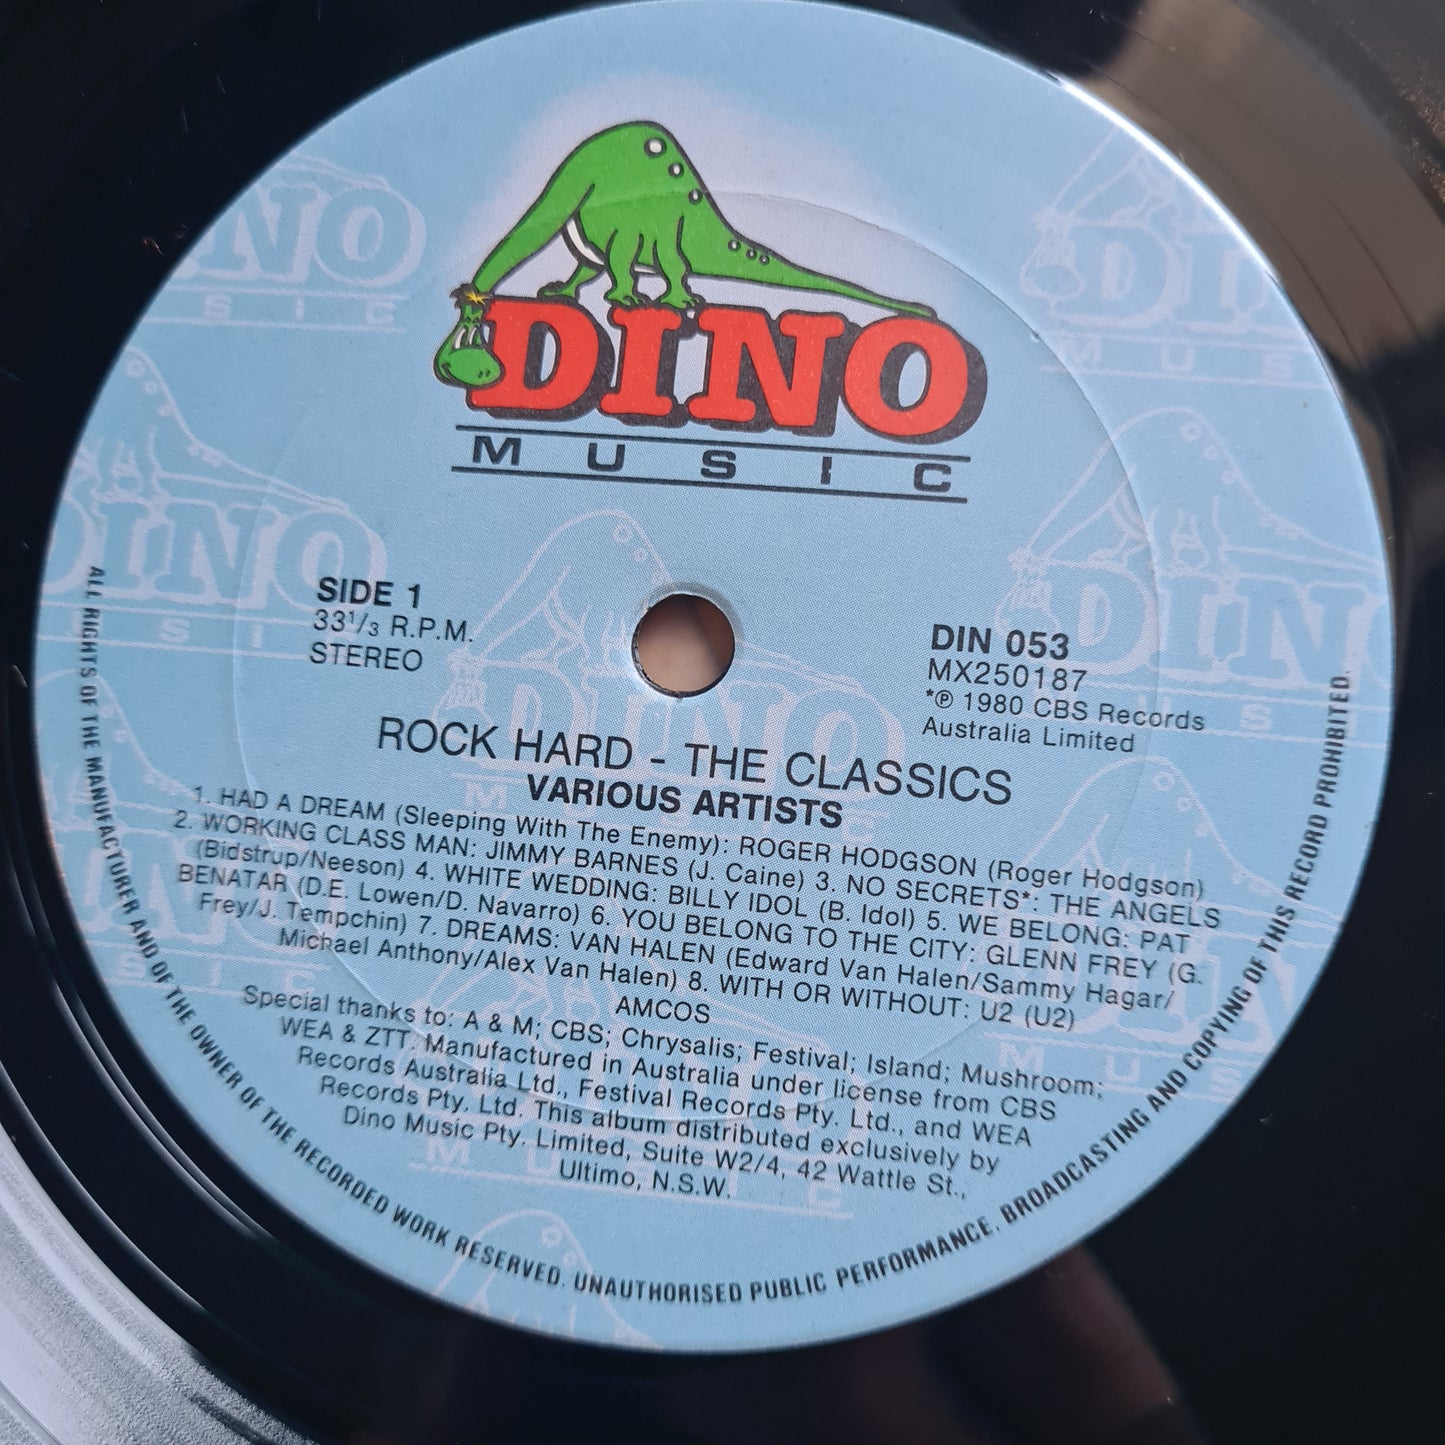 DINO
MUSIC
SIDE 1
33¹/₃ R.P.M.
STEREO
DIN 053
MX250187
*℗ 1980 CBS Records
Australia Limited
ROCK HARD - THE CLASSICS
VARIOUS ARTISTS
1. HAD A DREAM (Sleeping With The Enemy): ROGER HODGSON (Roger Hodgson)
2. WORKING CLASS MAN: JIMMY BARNES (J. Caine) 3. NO SECRETS*: THE ANGELS
(Bidstrup/Neeson) 4. WHITE WEDDING: BILLY IDOL (B. Idol) 5. WE BELONG: PAT
BENATAR (D.E. Lowen/D. Navarro) 6. YOU BELONG TO THE CITY: GLENN FREY (G.
Frey/J. Tempchin) 7. DREAMS: VAN HALEN (Edward Van Halen/Sammy Hagar/
Michael Anthony/Alex Van Halen) 8. WITH OR WITHOUT: U2 (U2)
AMCOS
Special thanks to: A & M; CBS; Chrysalis; Festival; Island; Mushroom;
WEA & ZTT. Manufactured in Australia under license from CBS
Records Australia Ltd., Festival Records Pty. Ltd., and WEA
Records Pty. Ltd. This album distributed exclusively by
Dino Music Pty. Limited, Suite W2/4, 42 Wattle St.,
Ultimo, N.S.W.
ALL RIGHTS OF THE MANUFACTURER AND OF THE OWNER OF THE RECORDED WORK RESERVED. UNAUTHORISED PUBLIC PERFORMANCE, BROADCASTING AND COPYING OF THIS RECORD PROHIBITED.